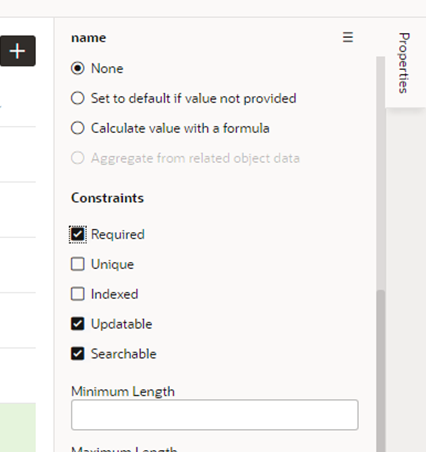 name
Properties
None
Set to default if value not provided
Calculate value with a formula
Aggregate from related object data
Constraints
Required
Unique
Indexed
Updatable
Searchable
Minimum Length
Maximum Length